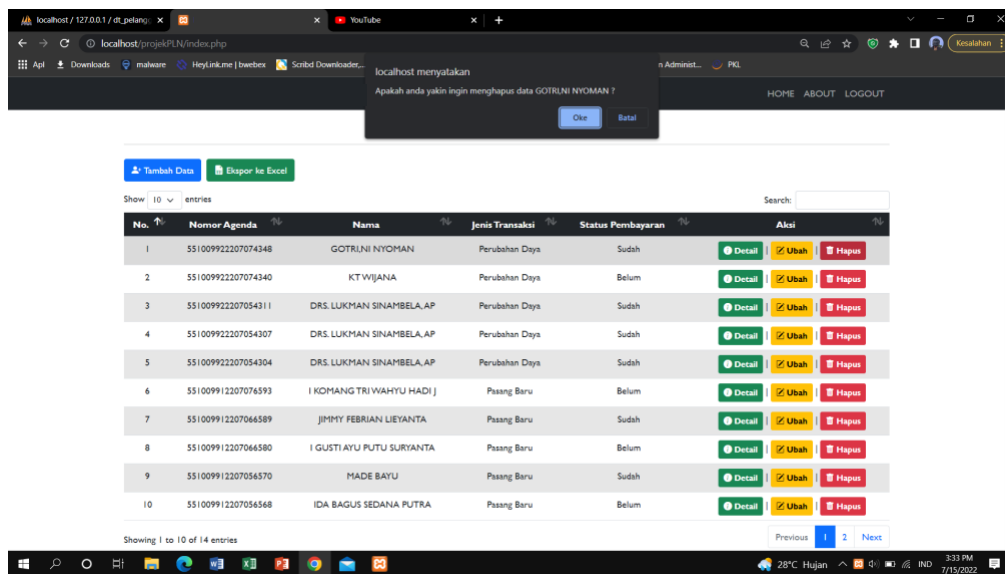 localhost / 127.0.0.1 / dt_pelang
YouTube
localhost/projekPLN/index.php
Kesalahan
Apl Downloads malware HeyLink.me | bwebex Scribd Downloader,... n Administ... PKL
localhost menyatakan
Apakah anda yakin ingin menghapus data GOTRI,NI NYOMAN ?
Oke Batal
HOME ABOUT LOGOUT
Tambah Data Ekspor ke Excel
Show 10 entries Search:
No. Nomor Agenda Nama Jenis Transaksi Status Pembayaran Aksi
1 551009922207074348 GOTRI,NI NYOMAN Perubahan Daya Sudah Detail | Ubah | Hapus
2 551009922207074340 KT WIJANA Perubahan Daya Belum Detail | Ubah | Hapus
3 551009922207054311 DRS. LUKMAN SINAMBELA, AP Perubahan Daya Sudah Detail | Ubah | Hapus
4 551009922207054307 DRS. LUKMAN SINAMBELA, AP Perubahan Daya Sudah Detail | Ubah | Hapus
5 551009922207054304 DRS. LUKMAN SINAMBELA, AP Perubahan Daya Sudah Detail | Ubah | Hapus
6 551009912207076593 I KOMANG TRI WAHYU HADI J Pasang Baru Belum Detail | Ubah | Hapus
7 551009912207066589 JIMMY FEBRIAN LIEYANTA Pasang Baru Sudah Detail | Ubah | Hapus
8 551009912207066580 I GUSTI AYU PUTU SURYANTA Pasang Baru Belum Detail | Ubah | Hapus
9 551009912207056570 MADE BAYU Pasang Baru Sudah Detail | Ubah | Hapus
10 551009912207056568 IDA BAGUS SEDANA PUTRA Pasang Baru Belum Detail | Ubah | Hapus
Showing 1 to 10 of 14 entries Previous 1 2 Next
28°C Hujan IND 3:33 PM
7/15/2022